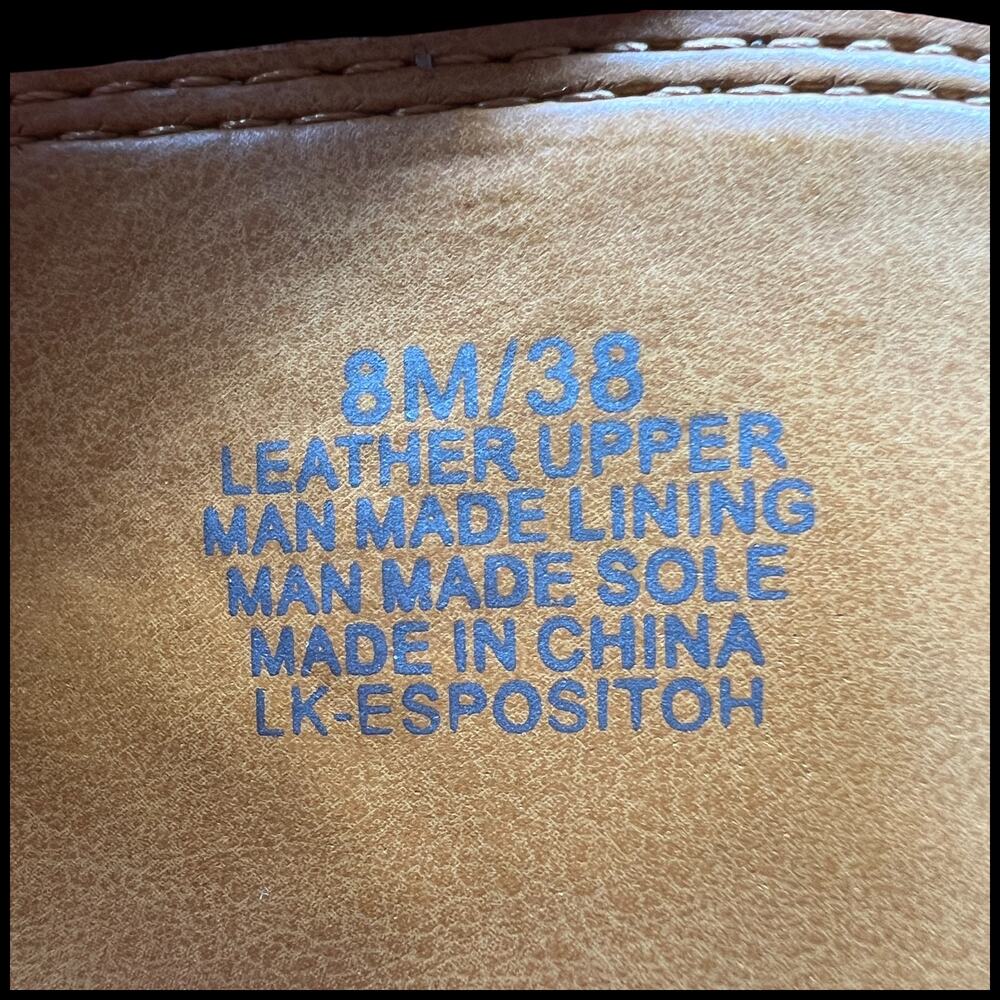 8M/38
LEATHER UPPER
MAN MADE LINING
MAN MADE SOLE
MADE IN CHINA
LK-ESPOSITOH